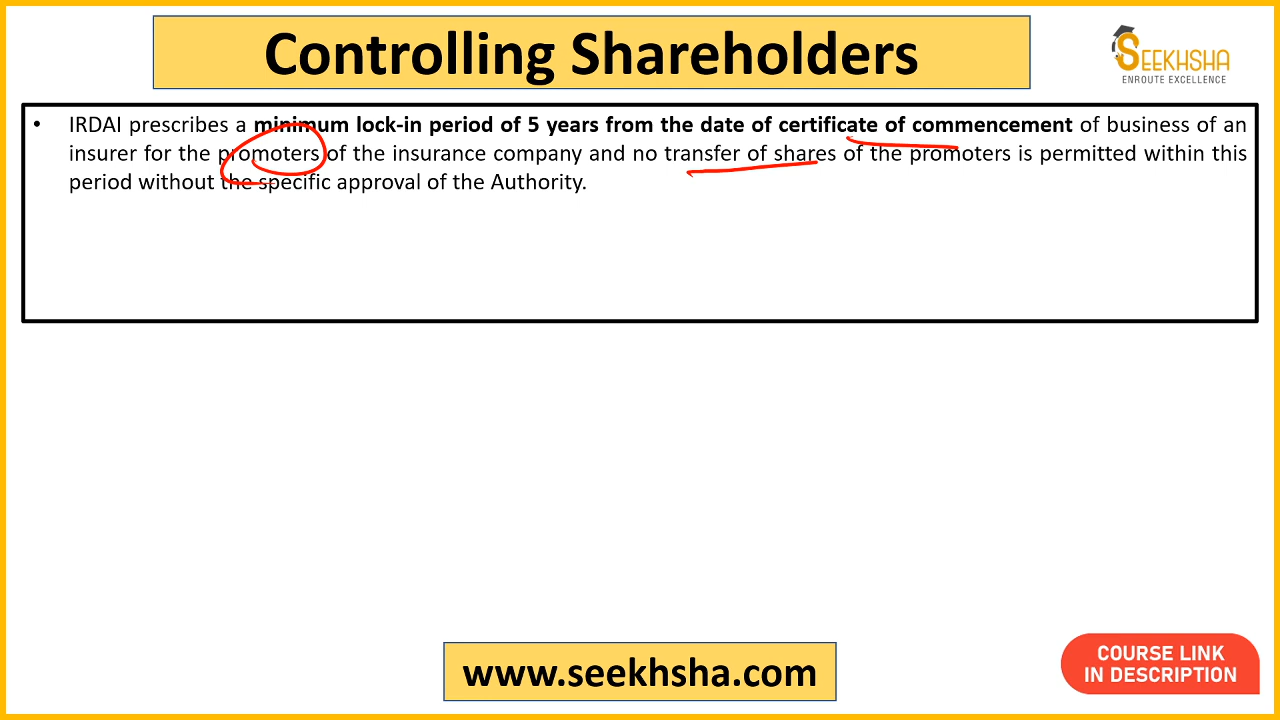 Controlling Shareholders
SEEKHSHA
ENROUTE EXCELLENCE
• IRDAI prescribes a minimum lock-in period of 5 years from the date of certificate of commencement of business of an
insurer for the promoters of the insurance company and no transfer of shares of the promoters is permitted within this
period without the specific approval of the Authority.
www.seekhsha.com
COURSE LINK
IN DESCRIPTION